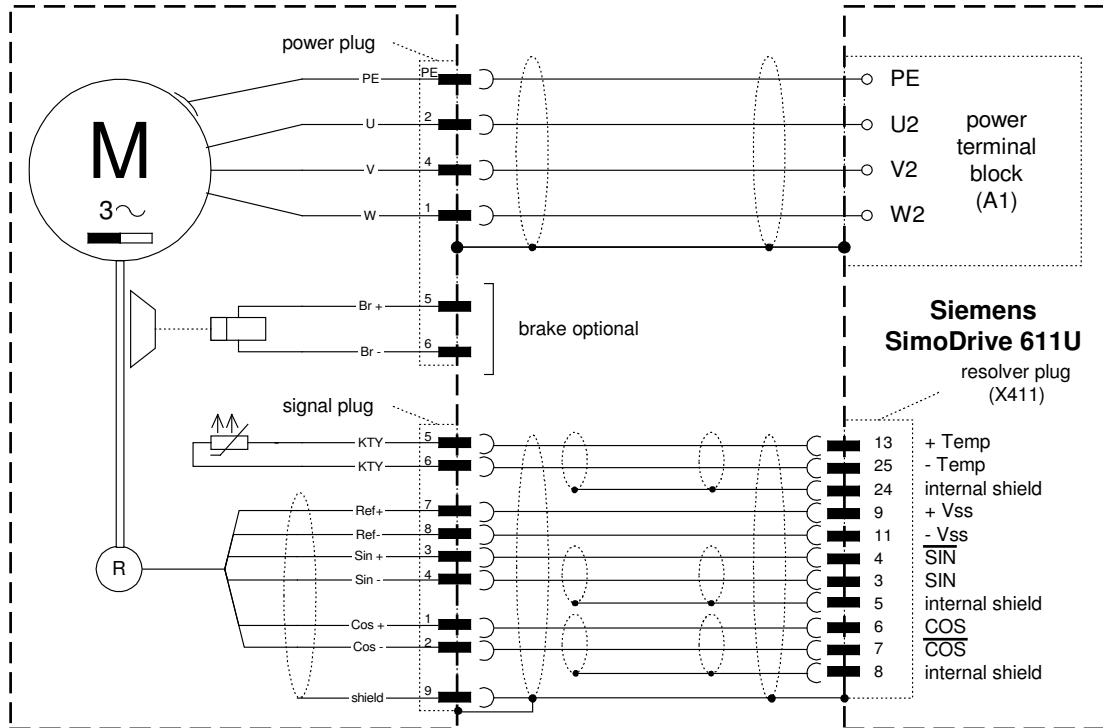 power plug
PE PE PE
M U 2 U2 power
V 4 V2 terminal
3 W 1 W2 block
(A1)
Br + 5
brake optional
Br - 6
Siemens
SimoDrive 611U
resolver plug
(X411)
signal plug
KTY 5 13 + Temp
KTY 6 25 - Temp
24 internal shield
Ref+ 7 9 + Vss
Ref- 8 11 - Vss
Sin + 3 4 SIN
R Sin - 4 3 SIN
5 internal shield
Cos + 1 6 COS
Cos - 2 7 COS
8 internal shield
shield 9